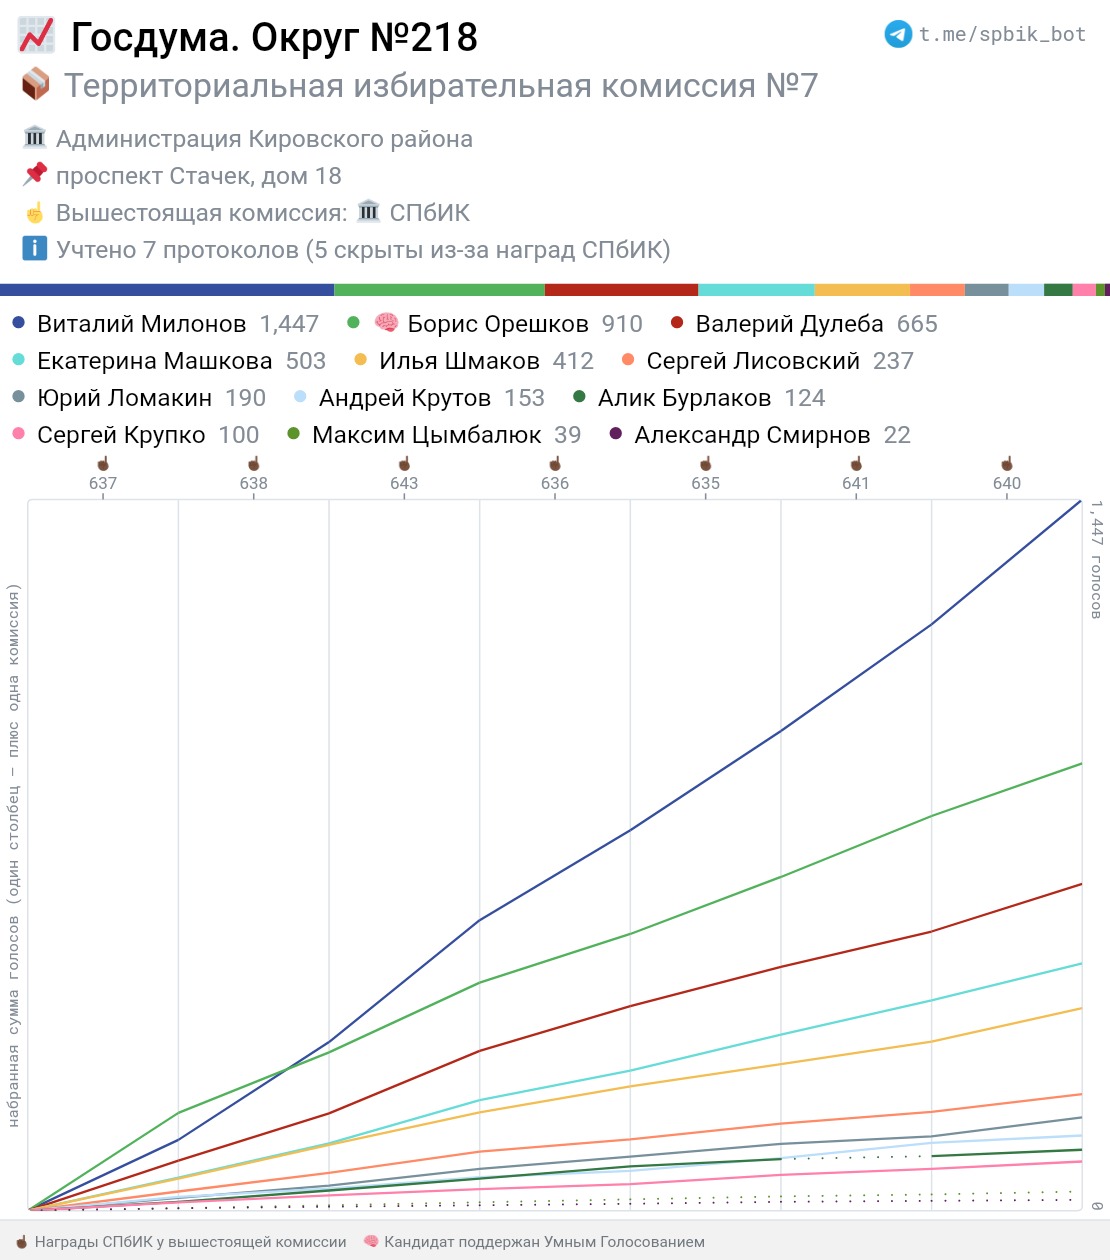 Госдума. Округ №218
t.me/spbik_bot
Территориальная избирательная комиссия №7
Администрация Кировского района
проспект Стачек, дом 18
Вышестоящая комиссия: СПбИК
Учтено 7 протоколов (5 скрыты из-за наград СПбИК)
Виталий Милонов 1,447 Борис Орешков 910 Валерий Дулеба 665
Екатерина Машкова 503 Илья Шмаков 412 Сергей Лисовский 237
Юрий Ломакин 190 Андрей Крутов 153 Алик Бурлаков 124
Сергей Крупко 100 Максим Цымбалюк 39 Александр Смирнов 22
637 638 643 636 635 641 640
набранная сумма голосов (один столбец – плюс одна комиссия)
1,447 голосов
0
Награды СПбИК у вышестоящей комиссии Кандидат поддержан Умным Голосованием